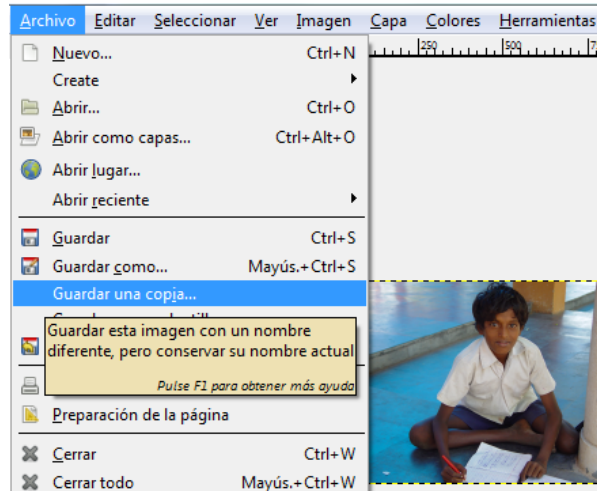 Archivo Editar Seleccionar Ver Imagen Capa Colores Herramientas
250 500
Nuevo... Ctrl+N
Create
Abrir... Ctrl+O
Abrir como capas... Ctrl+Alt+O
Abrir lugar...
Abrir reciente
Guardar Ctrl+S
Guardar como... Mayús.+Ctrl+S
Guardar una copia...
Guardar esta imagen con un nombre
diferente, pero conservar su nombre actual
Pulse F1 para obtener más ayuda
Preparación de la página
Cerrar Ctrl+W
Cerrar todo Mayús.+Ctrl+W